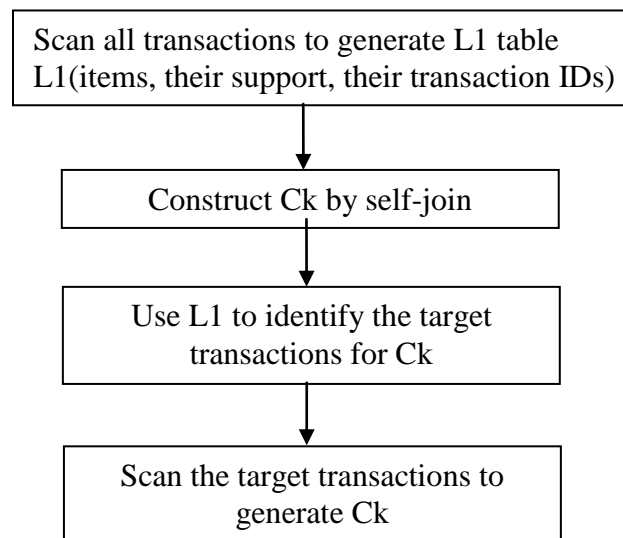 Scan all transactions to generate L1 table
L1(items, their support, their transaction IDs)
Construct Ck by self-join
Use L1 to identify the target
transactions for Ck
Scan the target transactions to
generate Ck